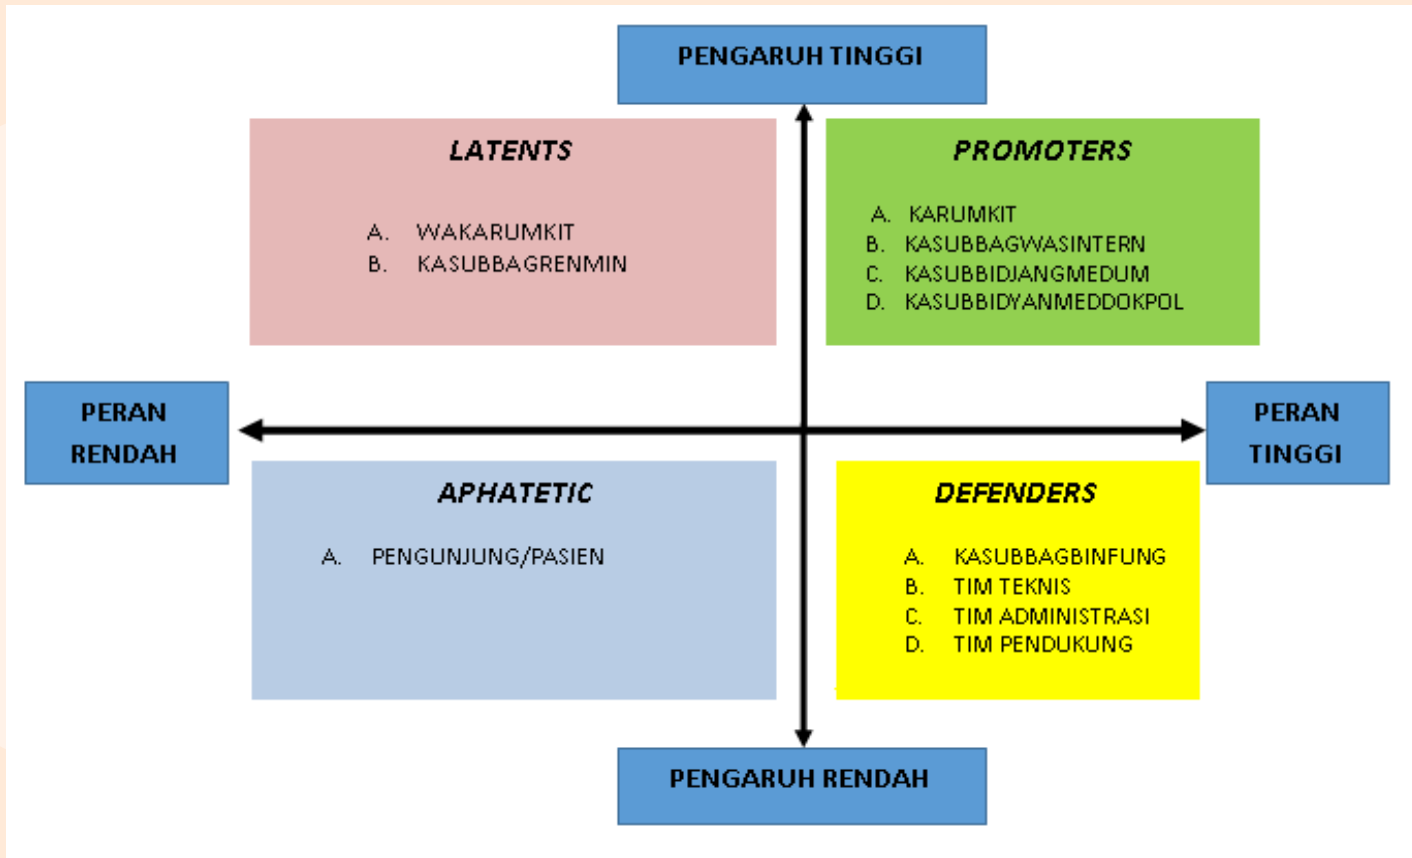 PENGARUH TINGGI
LATENTS
A. WAKARUMKIT
B. KASUBBAGRENMIN
PROMOTERS
A. KARUMKIT
B. KASUBBAGWASINTERN
C. KASUBBIDJANGMEDUM
D. KASUBBIDYANMEDDOKPOL
PERAN
RENDAH
PERAN
TINGGI
APHATETIC
A. PENGUNJUNG/PASIEN
DEFENDERS
A. KASUBBAGBINFUNG
B. TIM TEKNIS
C. TIM ADMINISTRASI
D. TIM PENDUKUNG
PENGARUH RENDAH